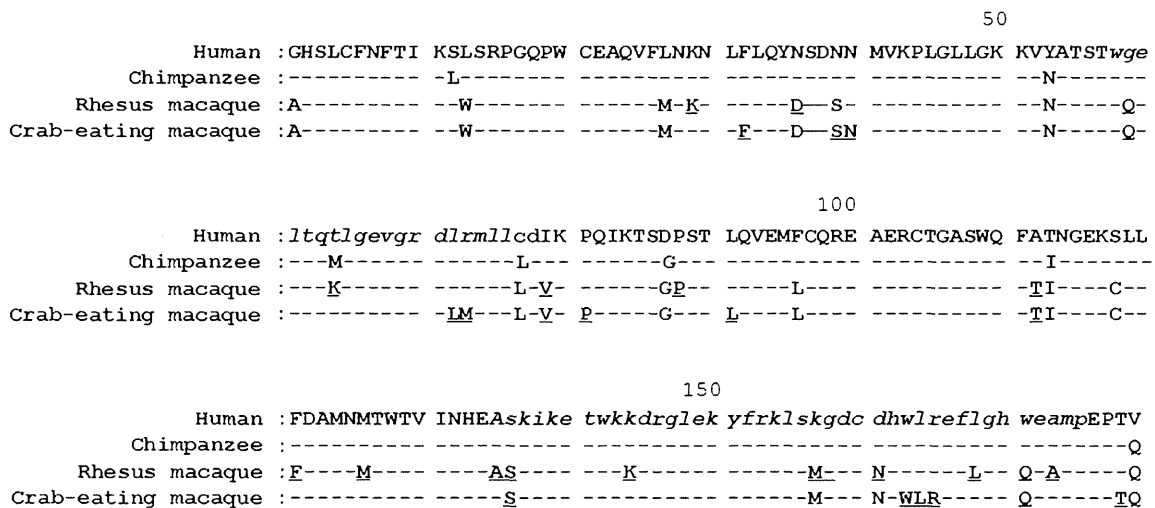 50
Human :GHSLCFNFTI KSLSRPGQPW CEAQVFLNKN LFLQYNSDNN MVKPLGLLGK KVYATSTwge
Chimpanzee :---------- -L-------- ---------- ---------- ---------- --N-------
Rhesus macaque :A--------- --W------- ------M-K- -----D—S- ---------- --N-----Q-
Crab-eating macaque :A--------- --W------- ------M--- -F---D—SN ---------- --N-----Q-
100
Human :ltqtlgevgr dlrmllcdIK PQIKTSDPST LQVEMFCQRE AERCTGASWQ FATNGEKSLL
Chimpanzee :---M------ ------L--- ------G--- ---------- ---------- --I-------
Rhesus macaque :---K------ ------L-V- ------GP-- -----L---- ---------- -TI----C--
Crab-eating macaque :---------- -LM---L-V- P-----G--- L----L---- ---------- -TI----C--
150
Human :FDAMNMTWTV INHEAskike twkkdrglek yfrklskgdc dhwlreflgh weampEPTV
Chimpanzee :---------- ---------- ---------- ---------- ---------- --------Q
Rhesus macaque :F----M---- ----AS---- ---K------ ------M--- N------L-- Q-A-----Q
Crab-eating macaque :---------- -----S---- ---------- ------M--- N-WLR----- Q------TQ